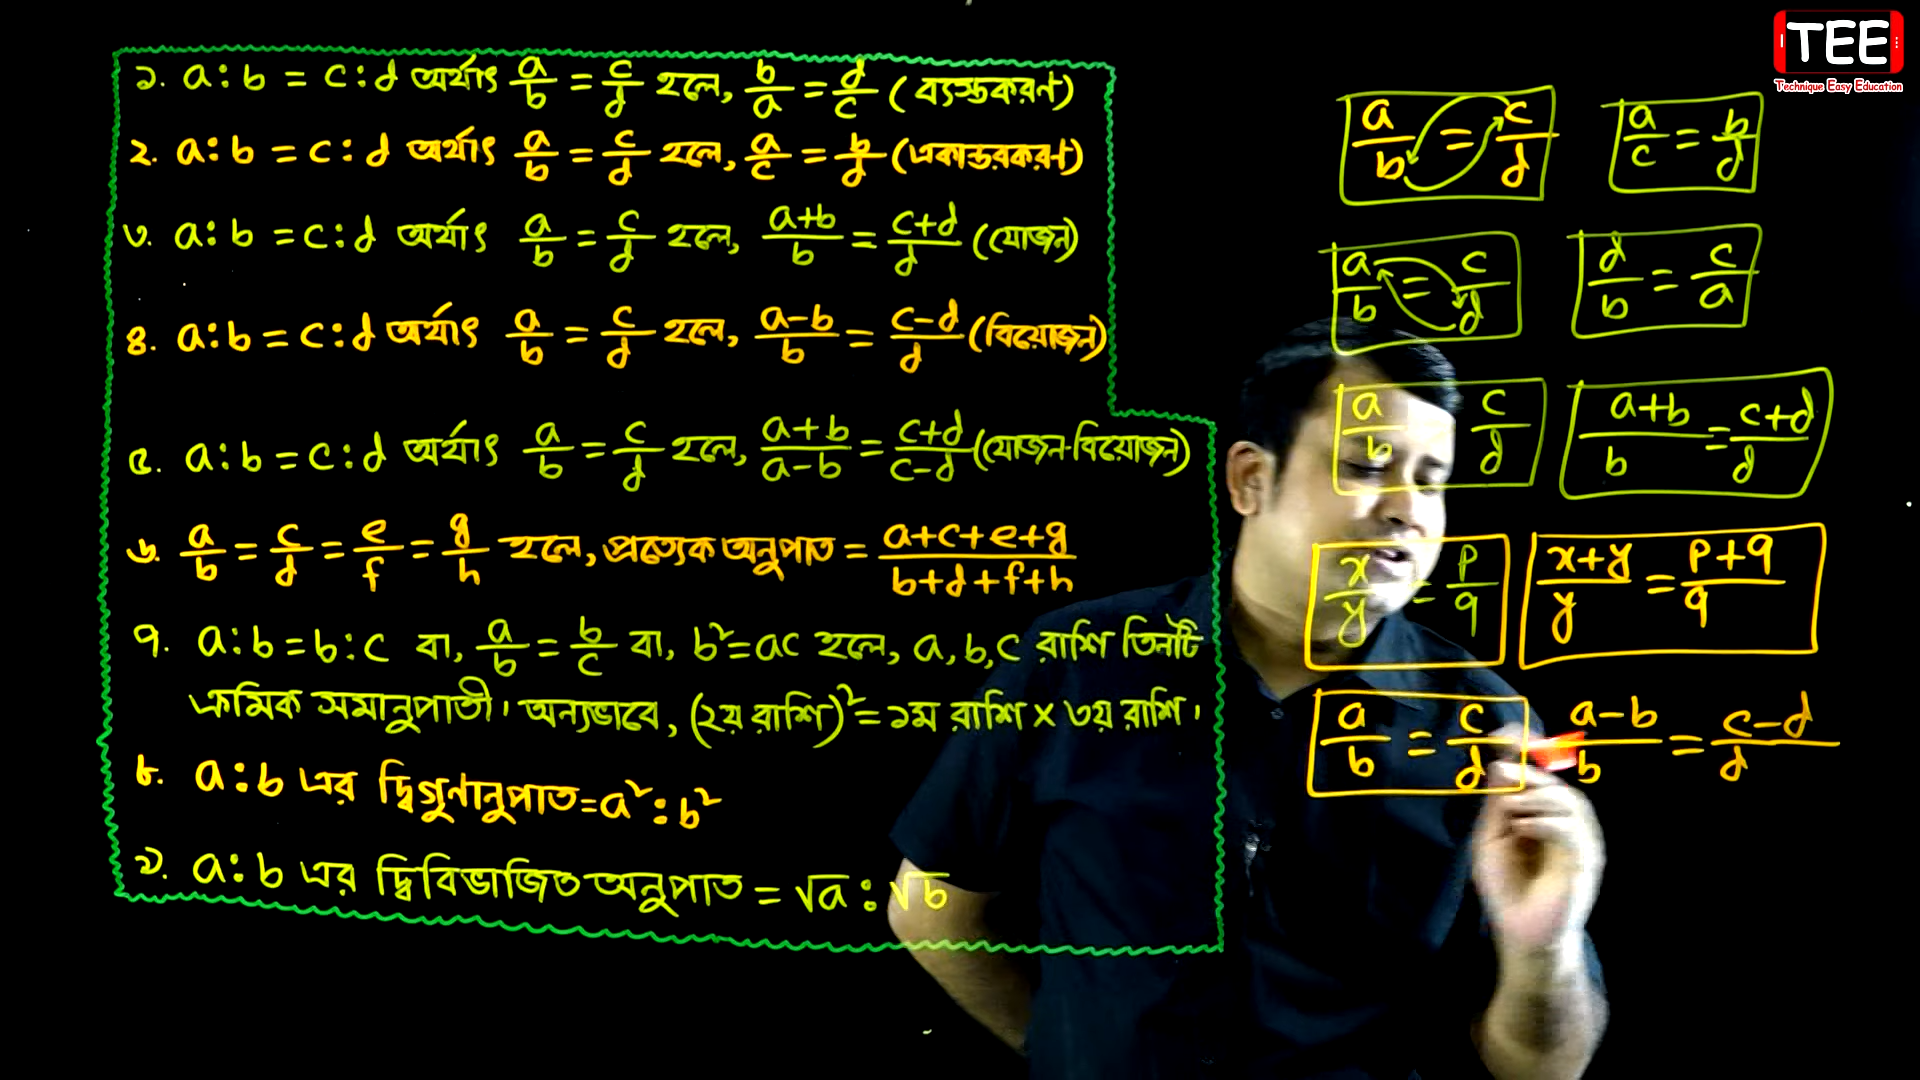 ১. a:b = c:d অর্থাৎ a/b = c/d হলে, b/a = d/c (ব্যস্তকরণ)
২. a:b = c:d অর্থাৎ a/b = c/d হলে, a/c = b/d (একান্তরকরণ)
৩. a:b = c:d অর্থাৎ a/b = c/d হলে, (a+b)/b = (c+d)/d (যোজন)
৪. a:b = c:d অর্থাৎ a/b = c/d হলে, (a-b)/b = (c-d)/d (বিয়োজন)
৫. a:b = c:d অর্থাৎ a/b = c/d হলে, (a+b)/(a-b) = (c+d)/(c-d) (যোজন-বিয়োজন)
৬. a/b = c/d = e/f = g/h হলে, প্রত্যেক অনুপাত = (a+c+e+g)/(b+d+f+h)
৭. a:b = b:c বা, a/b = b/c বা, b²=ac হলে, a, b, c রাশি তিনটি
ক্রমিক সমানুপাতী। অন্যভাবে, (২য় রাশি)² = ১ম রাশি × ৩য় রাশি।
৮. a:b এর দ্বিগুণানুপাত = a²:b²
৯. a:b এর দ্বিবিভাজিত অনুপাত = √a : √b
TEE
Technique Easy Education
a/b = c/d a/c = b/d
a/b = c/d d/b = c/a
a/b c/d (a+b)/b = (c+d)/d
x/y = p/q (x+y)/y = (p+q)/q
a/b = c/d (a-b)/b = (c-d)/d